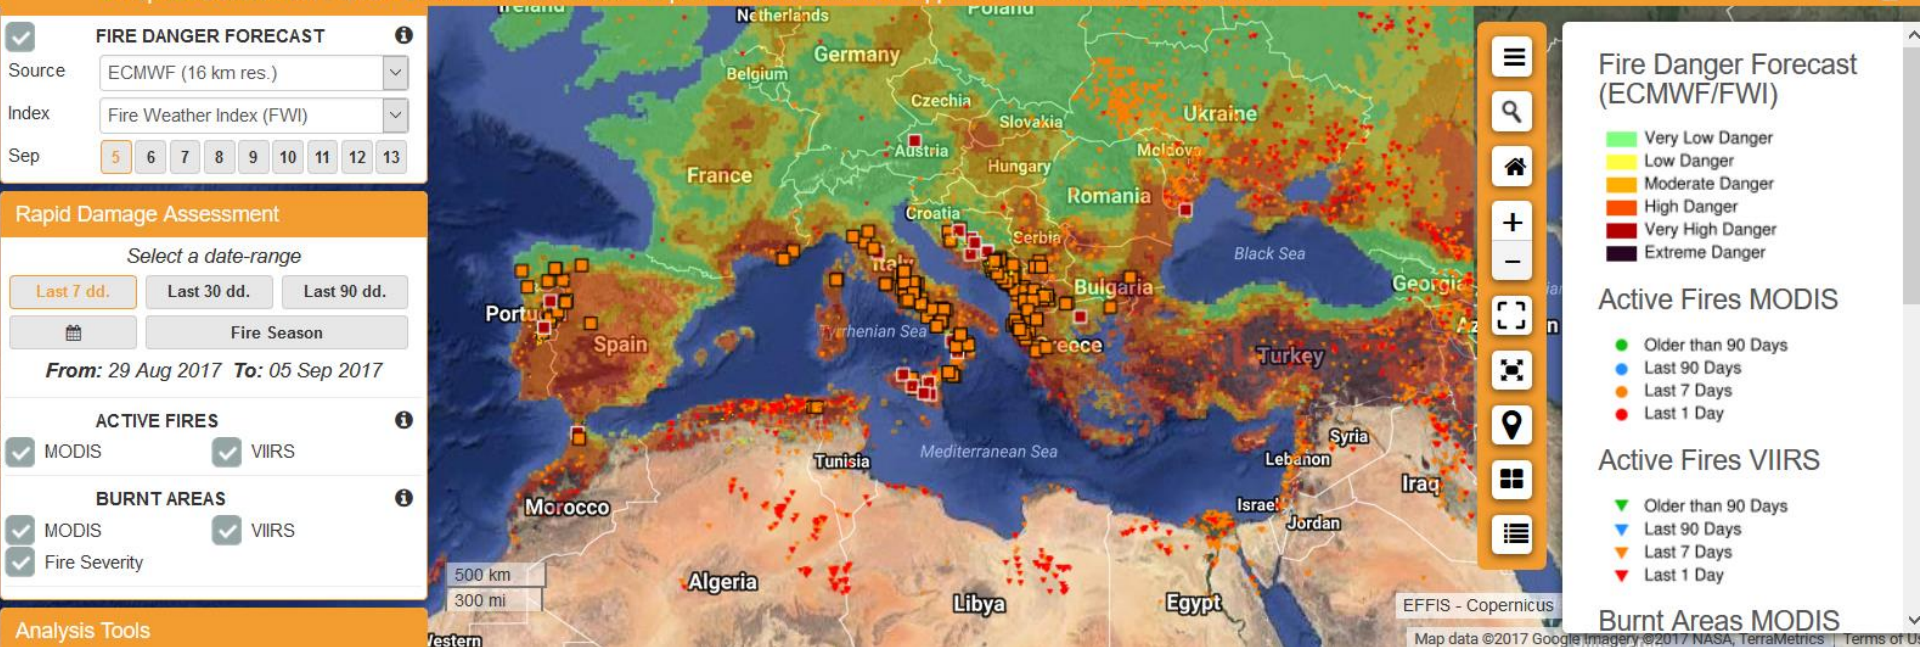 FIRE DANGER FORECAST
Source
ECMWF (16 km res.)
Index
Fire Weather Index (FWI)
Sep
5 6 7 8 9 10 11 12 13
Rapid Damage Assessment
Select a date-range
Last 7 dd. Last 30 dd. Last 90 dd.
Fire Season
From: 29 Aug 2017 To: 05 Sep 2017
ACTIVE FIRES
MODIS VIIRS
BURNT AREAS
MODIS VIIRS
Fire Severity
Analysis Tools
Ireland
Netherlands
Poland
Germany
Belgium
Czechia
Slovakia
Ukraine
Austria
Hungary
Moldova
France
Romania
Croatia
Serbia
Black Sea
Italy
Bulgaria
Georgia
Portu
Tyrrhenian Sea
Greece
Spain
Turkey
Az
n
Mediterranean Sea
Syria
Tunisia
Lebanon
Iraq
Morocco
Israel
Jordan
500 km
300 mi
Algeria
Libya
Egypt
Western
EFFIS - Copernicus
Map data ©2017 Google Imagery ©2017 NASA, TerraMetrics Terms of Us
Fire Danger Forecast
(ECMWF/FWI)
Very Low Danger
Low Danger
Moderate Danger
High Danger
Very High Danger
Extreme Danger
Active Fires MODIS
Older than 90 Days
Last 90 Days
Last 7 Days
Last 1 Day
Active Fires VIIRS
Older than 90 Days
Last 90 Days
Last 7 Days
Last 1 Day
Burnt Areas MODIS